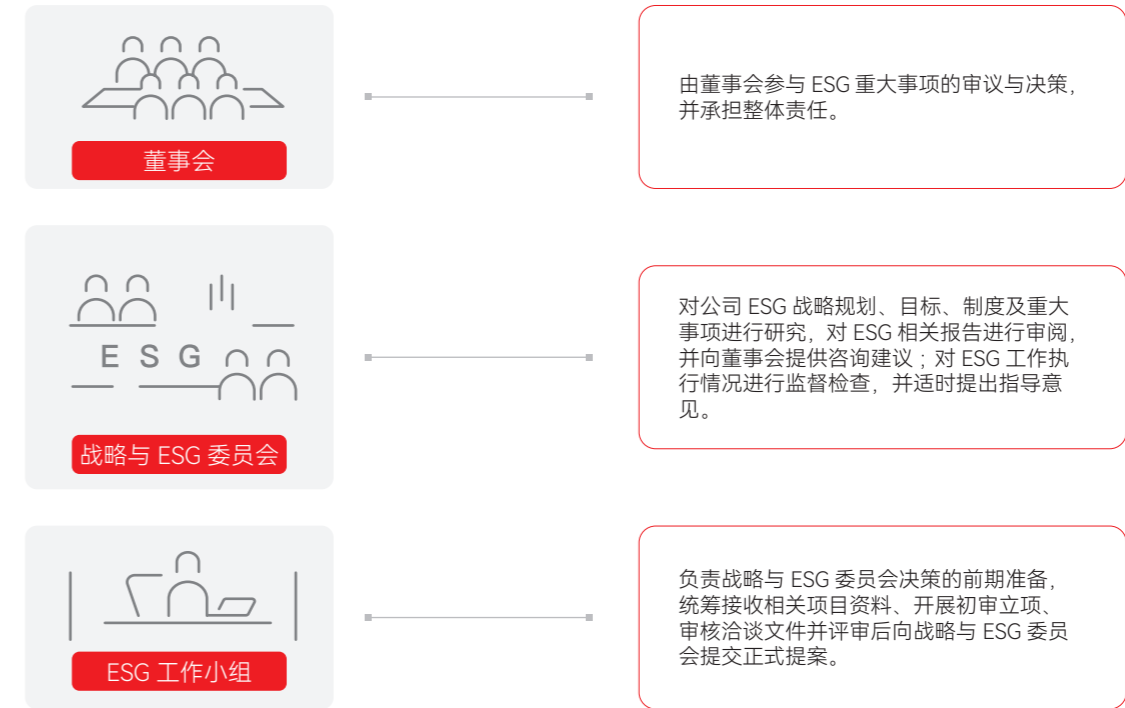 董事会
由董事会参与 ESG 重大事项的审议与决策，
并承担整体责任。
E S G
战略与 ESG 委员会
对公司 ESG 战略规划、目标、制度及重大
事项进行研究，对 ESG 相关报告进行审阅，
并向董事会提供咨询建议；对 ESG 工作执
行情况进行监督检查，并适时提出指导意
见。
ESG 工作小组
负责战略与 ESG 委员会决策的前期准备，
统筹接收相关项目资料、开展初审立项、
审核洽谈文件并评审后向战略与 ESG 委员
会提交正式提案。